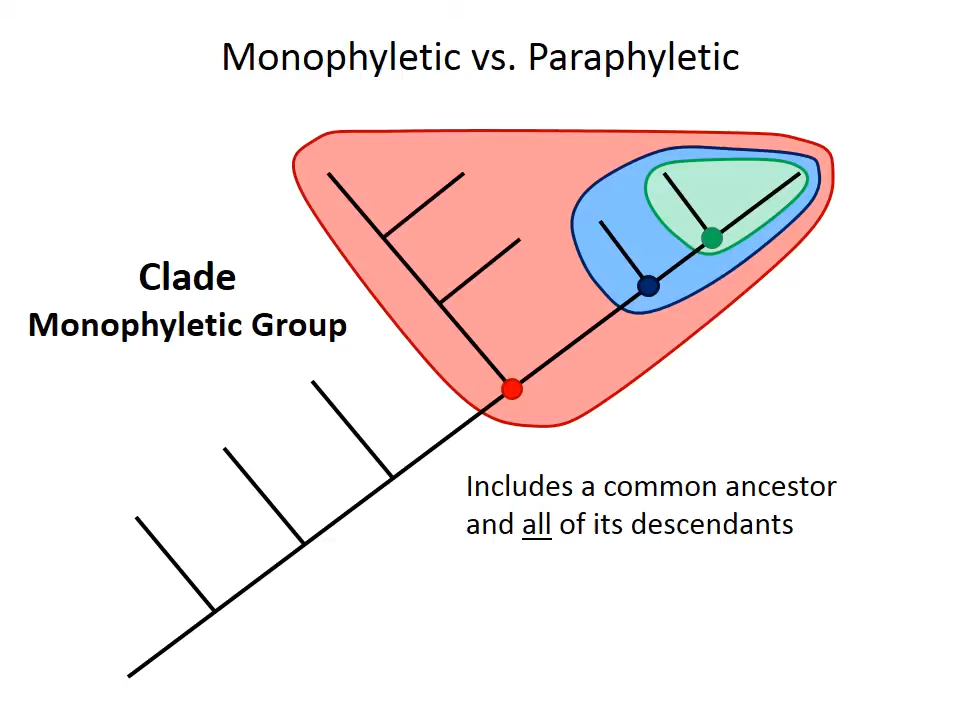 Monophyletic vs. Paraphyletic
Clade
Monophyletic Group
Includes a common ancestor
and all of its descendants